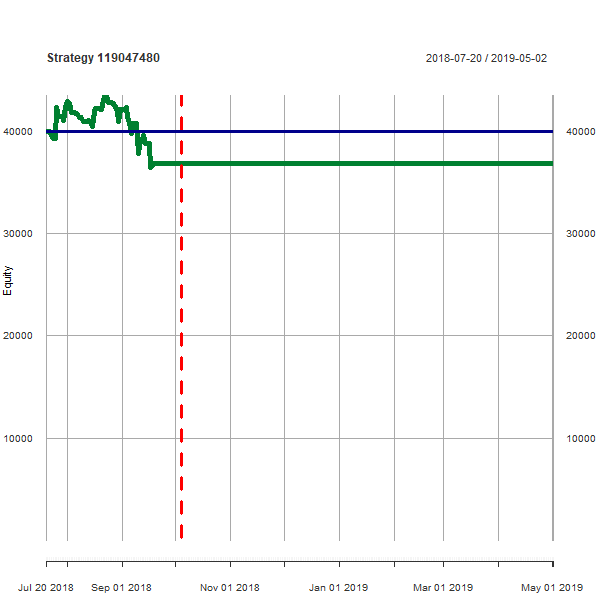 Strategy 119047480
2018-07-20 / 2019-05-02
Equity
40000
30000
20000
10000
40000
30000
20000
10000
Jul 20 2018
Sep 01 2018
Nov 01 2018
Jan 01 2019
Mar 01 2019
May 01 2019